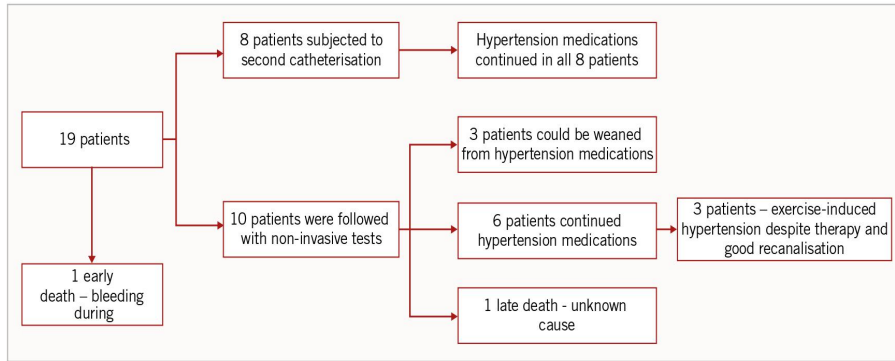 8 patients subjected to
second catheterisation
Hypertension medications
continued in all 8 patients
19 patients
3 patients could be weaned
from hypertension medications
10 patients were followed
with non-invasive tests
6 patients continued
hypertension medications
3 patients – exercise-induced
hypertension despite therapy and
good recanalisation
1 early
death – bleeding
during
1 late death - unknown
cause